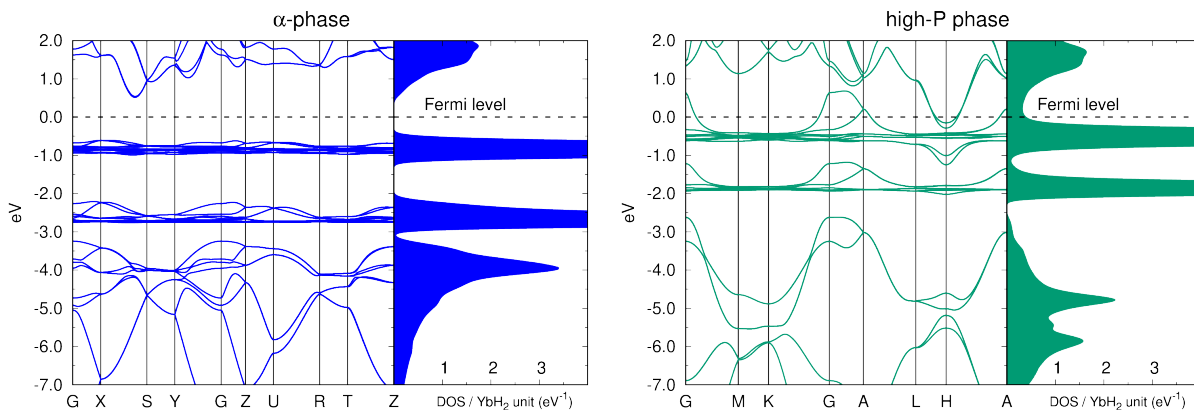 α-phase
high-P phase
2.0
1.0
0.0
-1.0
-2.0
-3.0
-4.0
-5.0
-6.0
-7.0
eV
Fermi level
1 2 3
G X S Y G Z U R T Z
DOS / YbH2 unit (eV-1)
2.0
1.0
0.0
-1.0
-2.0
-3.0
-4.0
-5.0
-6.0
-7.0
eV
Fermi level
1 2 3
G M K G A L H A
DOS / YbH2 unit (eV-1)